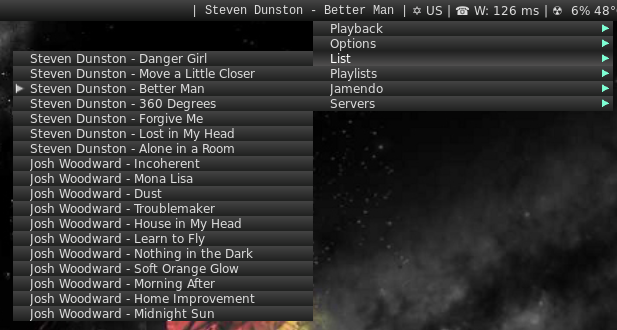 | Steven Dunston - Better Man | ✡ US | ☎ W: 126 ms | ☢ 6% 48°
Playback
Options
List
Playlists
Jamendo
Servers
Steven Dunston - Danger Girl
Steven Dunston - Move a Little Closer
Steven Dunston - Better Man
Steven Dunston - 360 Degrees
Steven Dunston - Forgive Me
Steven Dunston - Lost in My Head
Steven Dunston - Alone in a Room
Josh Woodward - Incoherent
Josh Woodward - Mona Lisa
Josh Woodward - Dust
Josh Woodward - Troublemaker
Josh Woodward - House in My Head
Josh Woodward - Learn to Fly
Josh Woodward - Nothing in the Dark
Josh Woodward - Soft Orange Glow
Josh Woodward - Morning After
Josh Woodward - Home Improvement
Josh Woodward - Midnight Sun